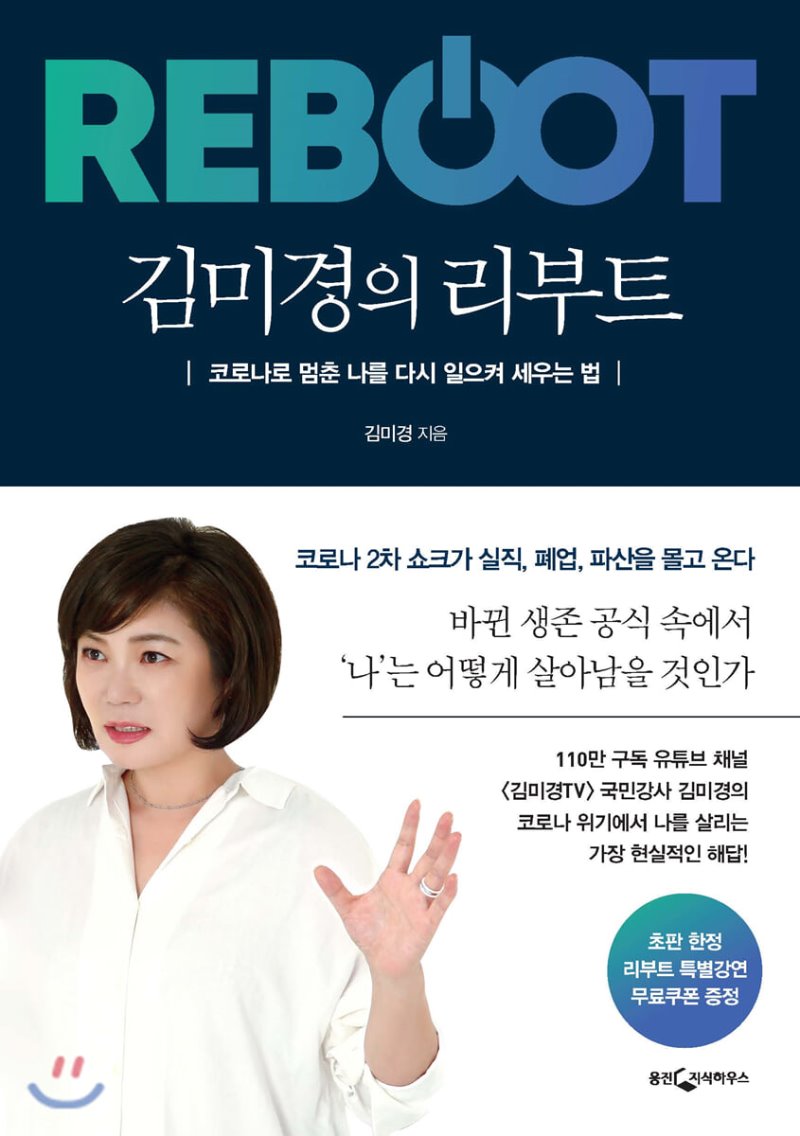 REBOOT
김미경의 리부트
| 코로나로 멈춘 나를 다시 일으켜 세우는 법 |
김미경 지음
코로나 2차 쇼크가 실직, 폐업, 파산을 몰고 온다
바뀐 생존 공식 속에서
‘나’는 어떻게 살아남을 것인가
110만 구독 유튜브 채널
〈김미경TV〉 국민강사 김미경의
코로나 위기에서 나를 살리는
가장 현실적인 해답!
초판 한정
리부트 특별강연
무료쿠폰 증정
웅진 지식하우스